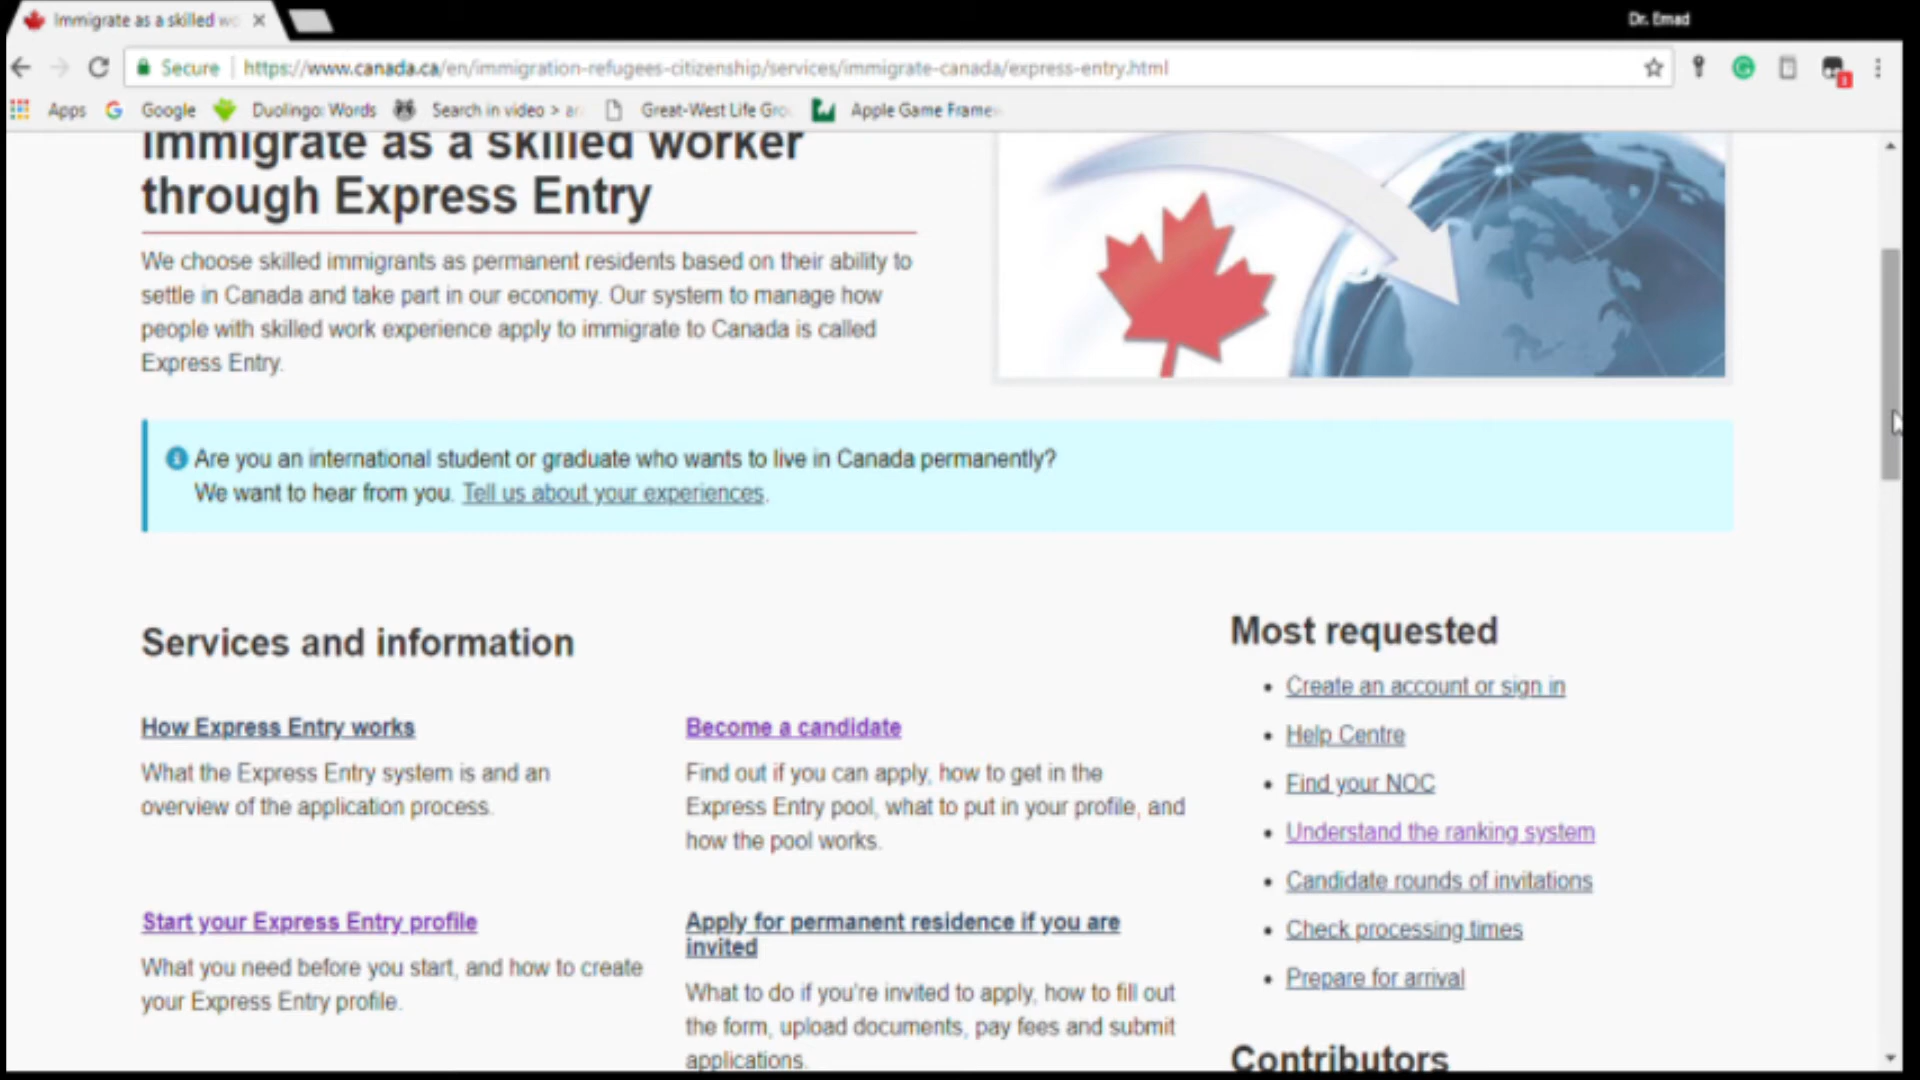 Immigrate as a skilled wo
Dr. Emad
Secure
https://www.canada.ca/en/immigration-refugees-citizenship/services/immigrate-canada/express-entry.html
Apps
Google
Duolingo: Words
Search in video > ar
Great-West Life Gro
Apple Game Frame
Immigrate as a skilled worker
through Express Entry
We choose skilled immigrants as permanent residents based on their ability to
settle in Canada and take part in our economy. Our system to manage how
people with skilled work experience apply to immigrate to Canada is called
Express Entry.
Are you an international student or graduate who wants to live in Canada permanently?
We want to hear from you. Tell us about your experiences.
Services and information
How Express Entry works
What the Express Entry system is and an
overview of the application process.
Become a candidate
Find out if you can apply, how to get in the
Express Entry pool, what to put in your profile, and
how the pool works.
Start your Express Entry profile
What you need before you start, and how to create
your Express Entry profile.
Apply for permanent residence if you are
invited
What to do if you're invited to apply, how to fill out
the form, upload documents, pay fees and submit
applications.
Most requested
• Create an account or sign in
• Help Centre
• Find your NOC
• Understand the ranking system
• Candidate rounds of invitations
• Check processing times
• Prepare for arrival
Contributors